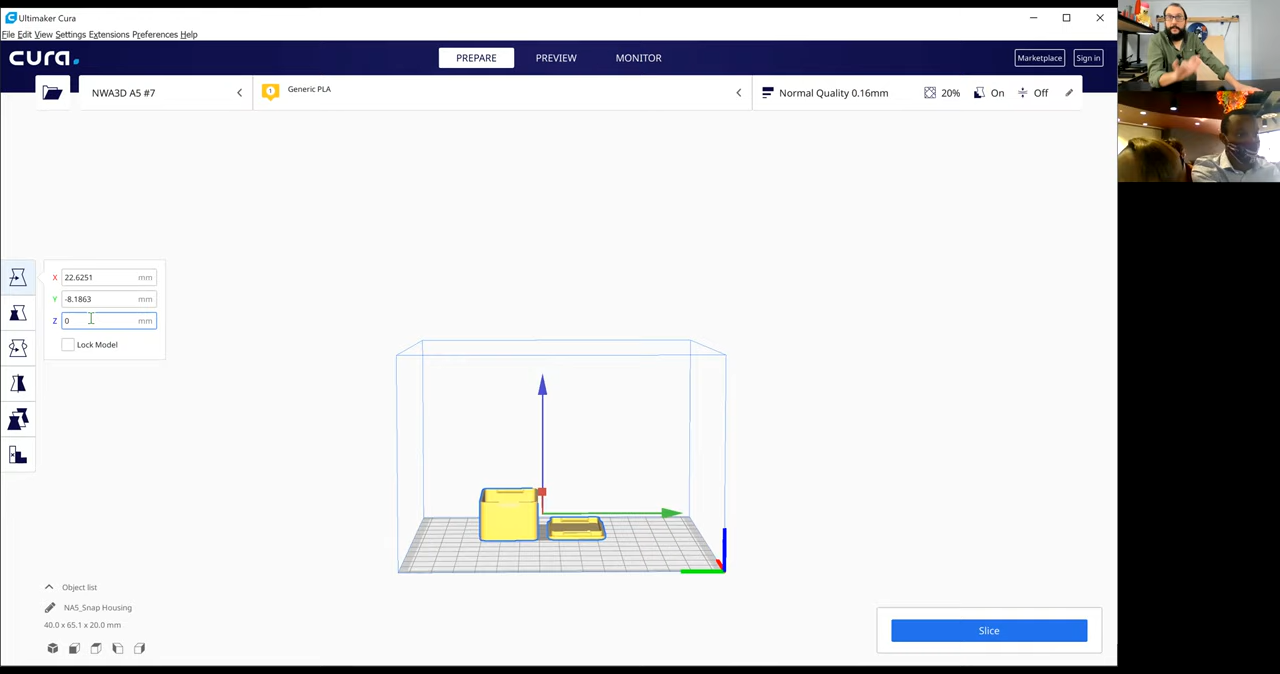 Ultimaker Cura
File Edit View Settings Extensions Preferences Help
cura.
PREPARE
PREVIEW
MONITOR
Marketplace
Sign in
NWA3D A5 #7
1
Generic PLA
Normal Quality 0.16mm
20%
On
Off
X 22.6251 mm
Y -8.1863 mm
Z 0 mm
Lock Model
Object list
NA5_Snap Housing
40.0 x 65.1 x 20.0 mm
Slice